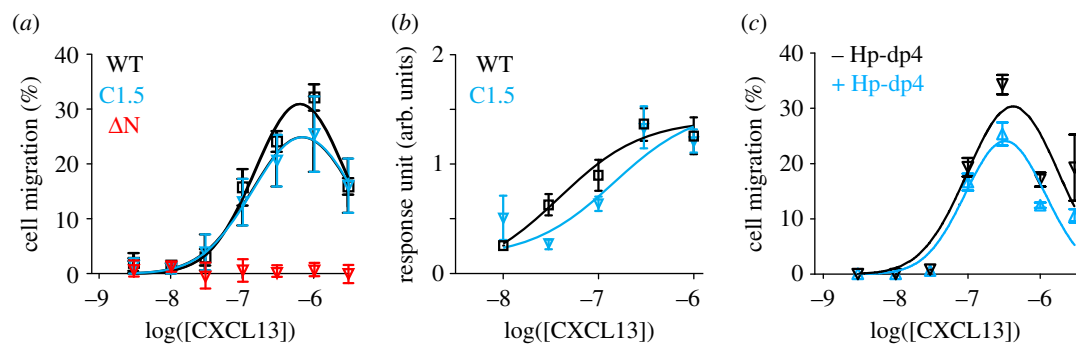 (a)
40
30
20
10
0
cell migration (%)
WT
C1.5
ΔN
–9
–8
–7
–6
log([CXCL13])
(b)
2
1
0
response unit (arb. units)
WT
C1.5
–8
–7
–6
log([CXCL13])
(c)
40
30
20
10
0
cell migration (%)
– Hp-dp4
+ Hp-dp4
–9
–8
–7
–6
log([CXCL13])